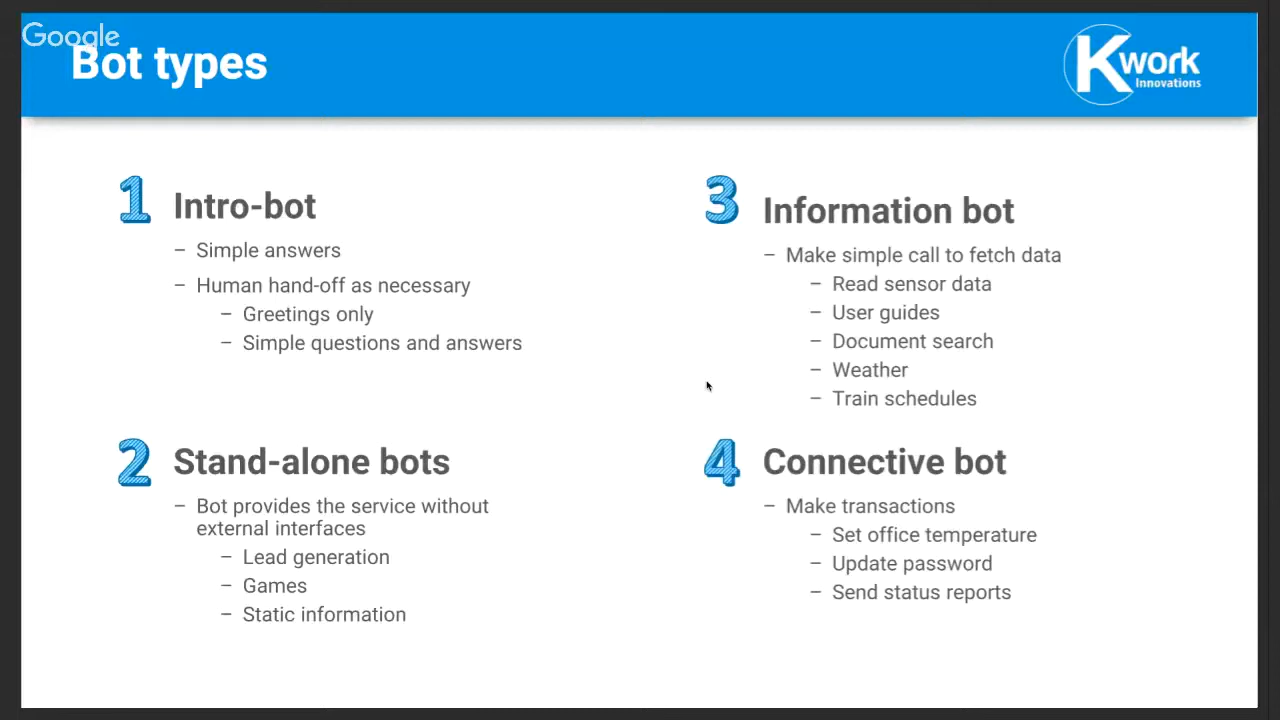 Google
Bot types
Kwork
Innovations
1 Intro-bot
– Simple answers
– Human hand-off as necessary
– Greetings only
– Simple questions and answers
2 Stand-alone bots
– Bot provides the service without
external interfaces
– Lead generation
– Games
– Static information
3 Information bot
– Make simple call to fetch data
– Read sensor data
– User guides
– Document search
– Weather
– Train schedules
4 Connective bot
– Make transactions
– Set office temperature
– Update password
– Send status reports